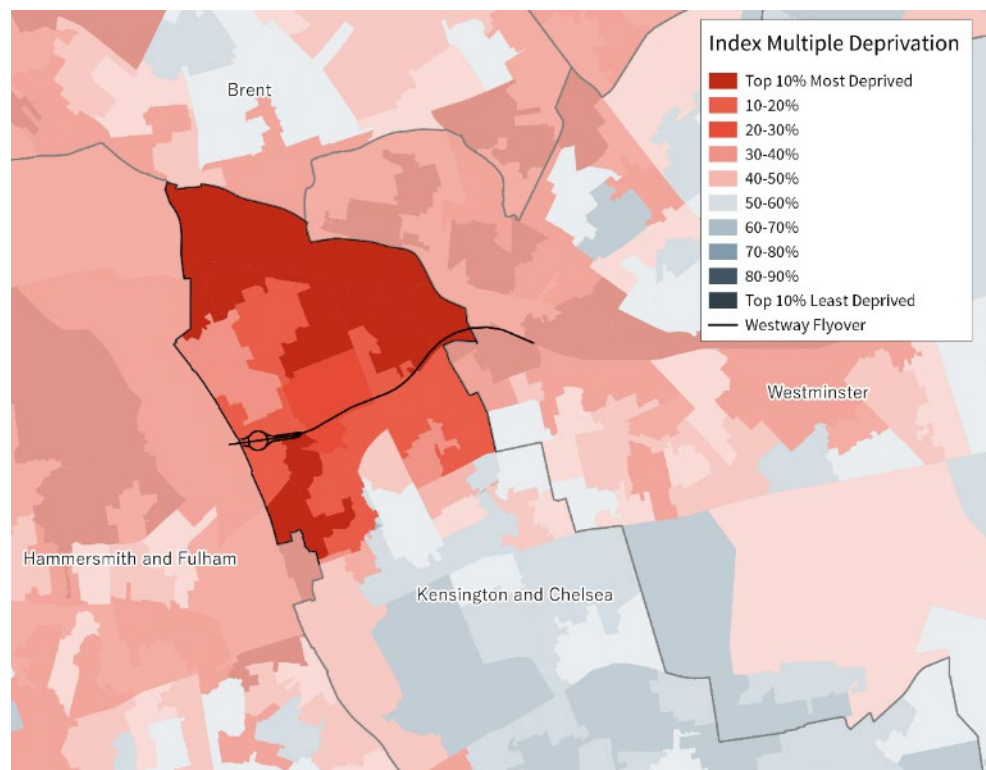 Index Multiple Deprivation
Top 10% Most Deprived
10-20%
20-30%
30-40%
40-50%
50-60%
60-70%
70-80%
80-90%
Top 10% Least Deprived
Westway Flyover
Brent
Westminster
Hammersmith and Fulham
Kensington and Chelsea